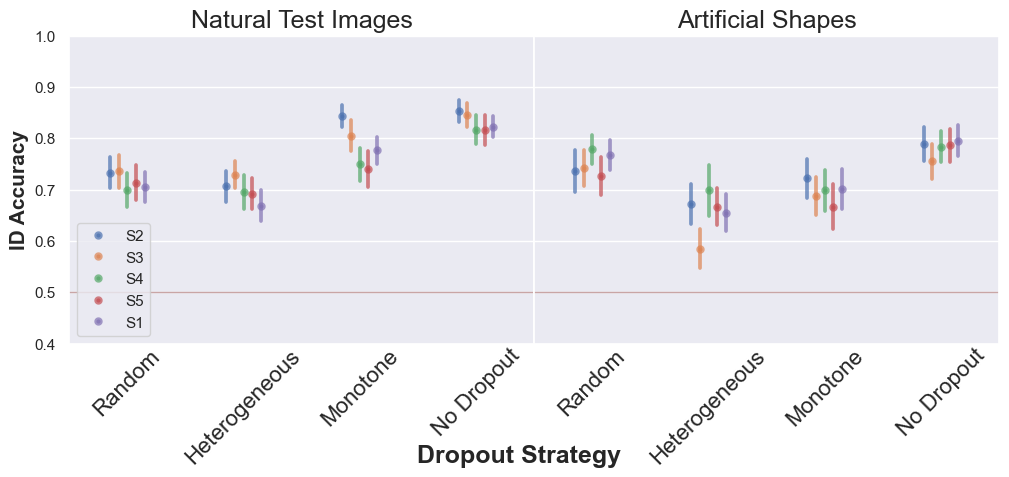 Natural Test Images
Artificial Shapes
1.0
0.9
0.8
0.7
0.6
0.5
0.4
ID Accuracy
S2
S3
S4
S5
S1
Random
Heterogeneous
Monotone
No Dropout
Random
Heterogeneous
Monotone
No Dropout
Dropout Strategy